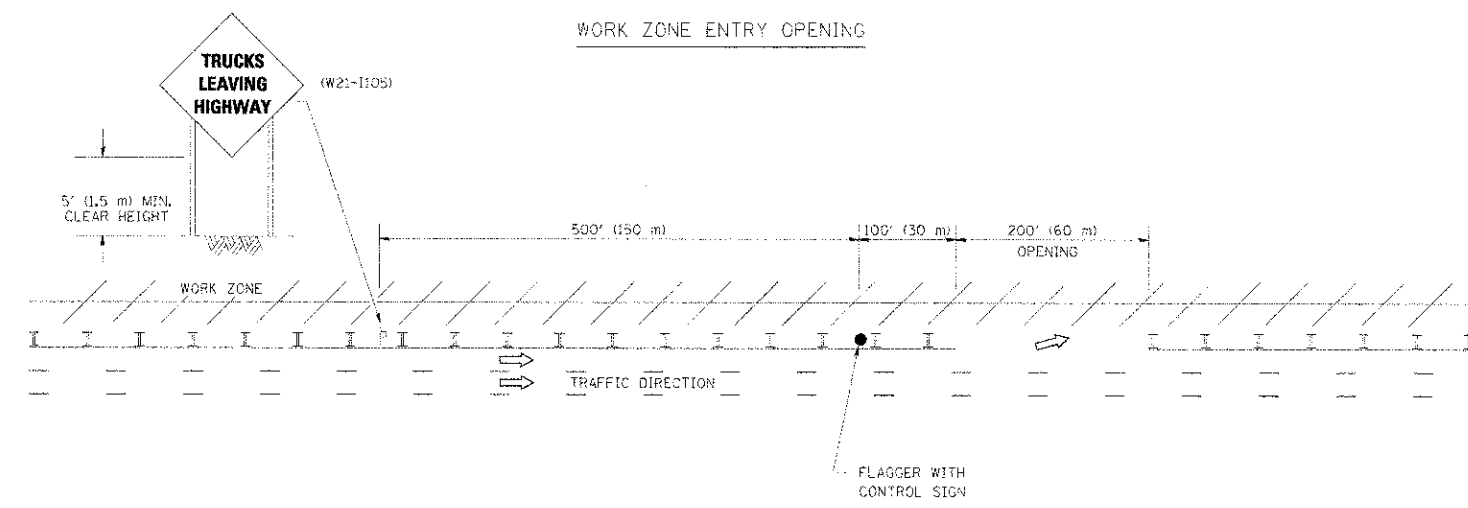 WORK ZONE ENTRY OPENING
TRUCKS
LEAVING
HIGHWAY
(W21-I105)
5' (1.5 m) MIN.
CLEAR HEIGHT
500' (150 m)
100' (30 m)
200' (60 m)
OPENING
WORK ZONE
TRAFFIC DIRECTION
FLAGGER WITH
CONTROL SIGN